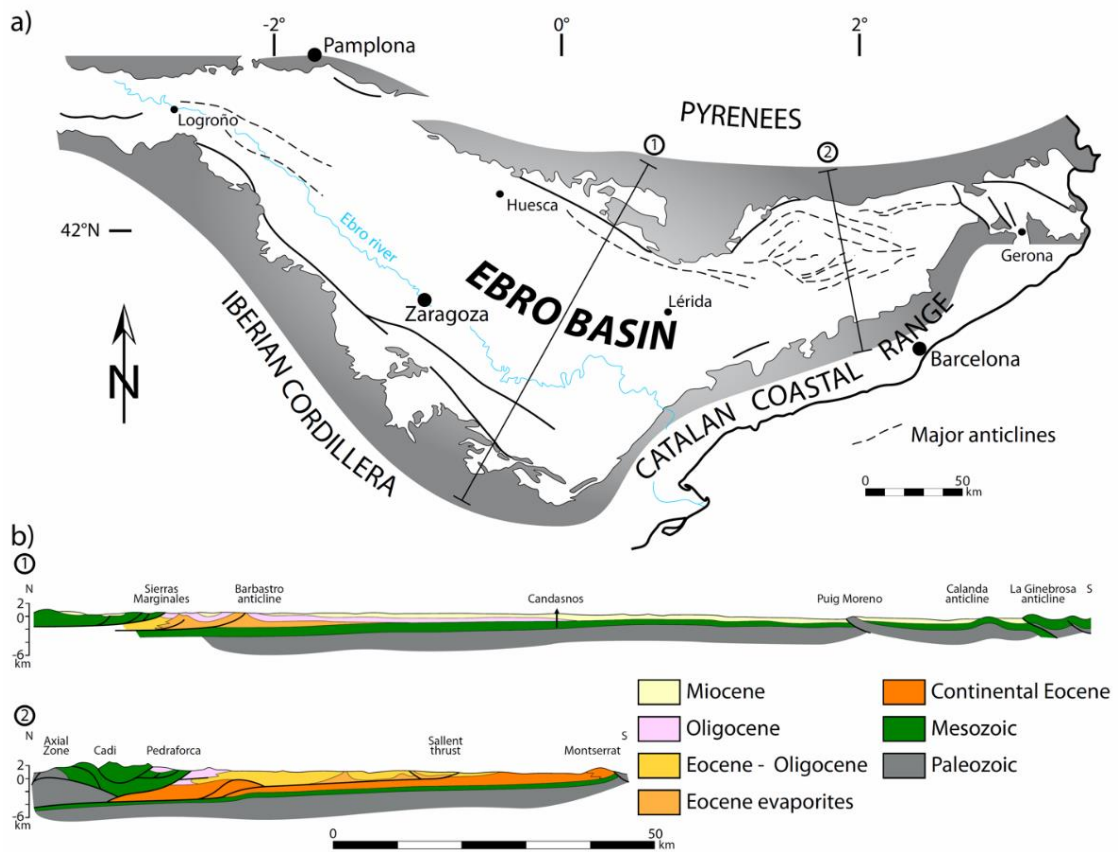 a)
-2°
0°
2°
Pamplona
PYRENEES
1
2
Logroño
Huesca
42°N
Ebro river
Gerona
EBRO BASIN
Lérida
Zaragoza
N
IBERIAN CORDILLERA
CATALAN COASTAL RANGE
Barcelona
Major anticlines
0 50
km
b)
1
N
Sierras
Marginales
Barbastro
anticline
Candasnos
Puig Moreno
Calanda
anticline
La Ginebrosa
anticline
S
2
0
-6
km
2
N
Axial
Zone
Cadi
Pedraforca
Sallent
thrust
Montserrat
S
2
0
-6
km
Miocene
Oligocene
Eocene - Oligocene
Eocene evaporites
Continental Eocene
Mesozoic
Paleozoic
0 50
km